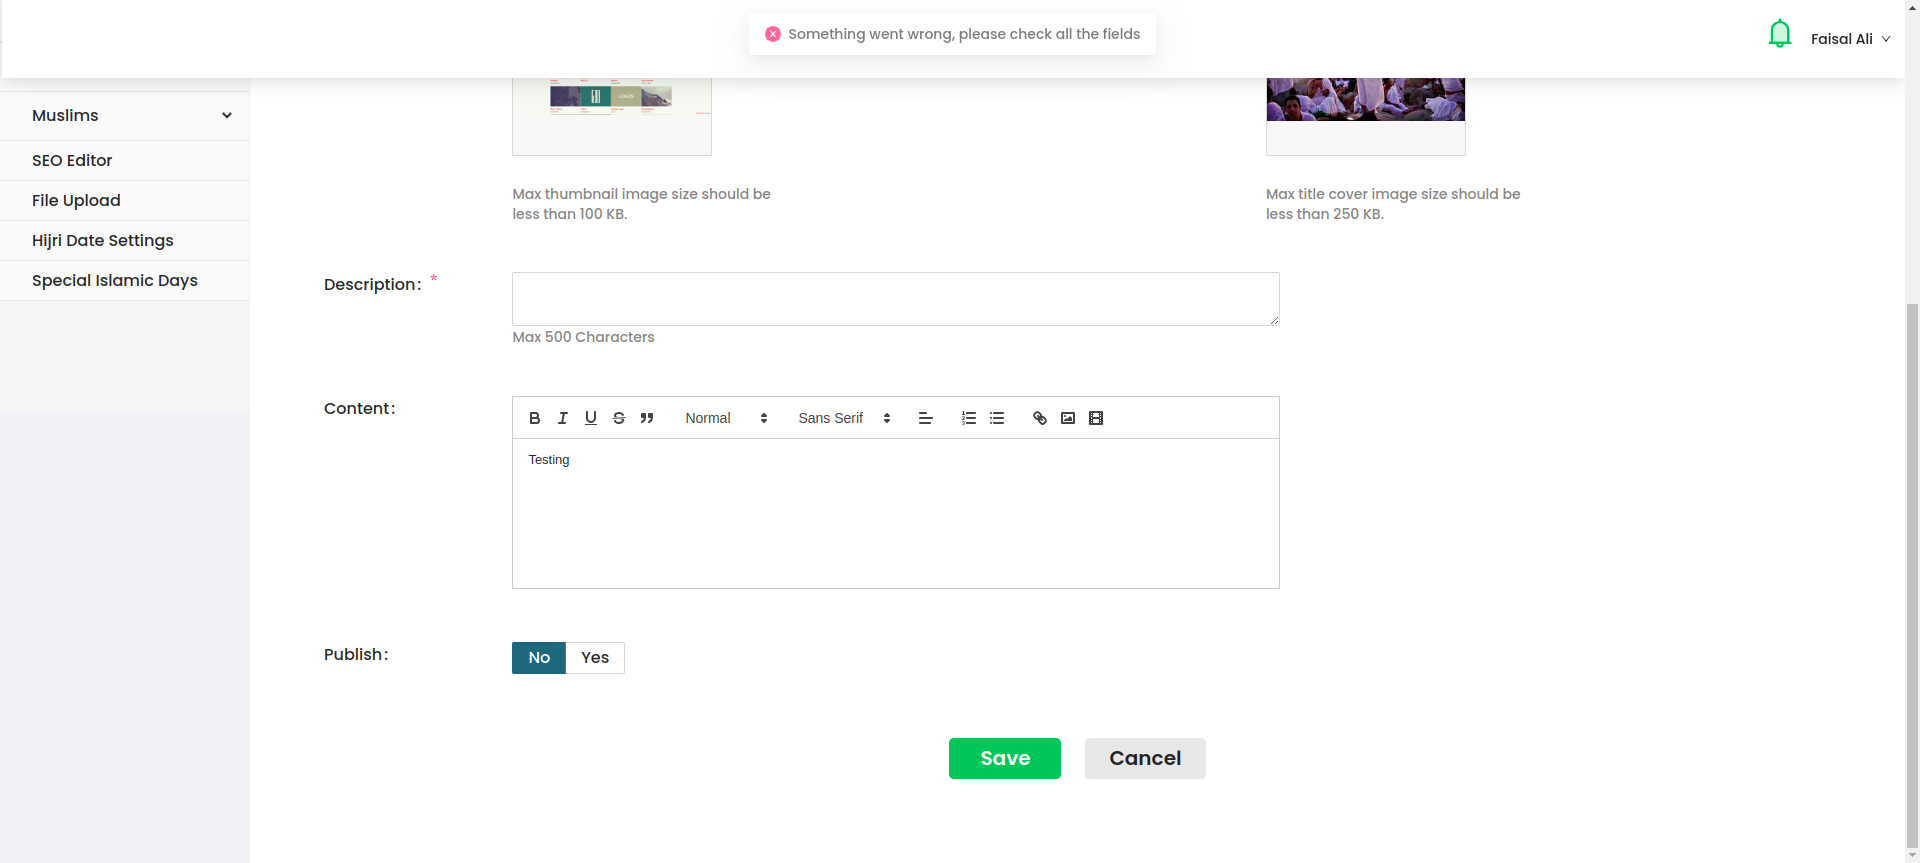 Something went wrong, please check all the fields
Faisal Ali
Muslims
SEO Editor
File Upload
Hijri Date Settings
Special Islamic Days
LOGOS
Max thumbnail image size should be
less than 100 KB.
Max title cover image size should be
less than 250 KB.
Description: *
Max 500 Characters
Content:
Normal
Sans Serif
Testing
Publish:
No
Yes
Save
Cancel